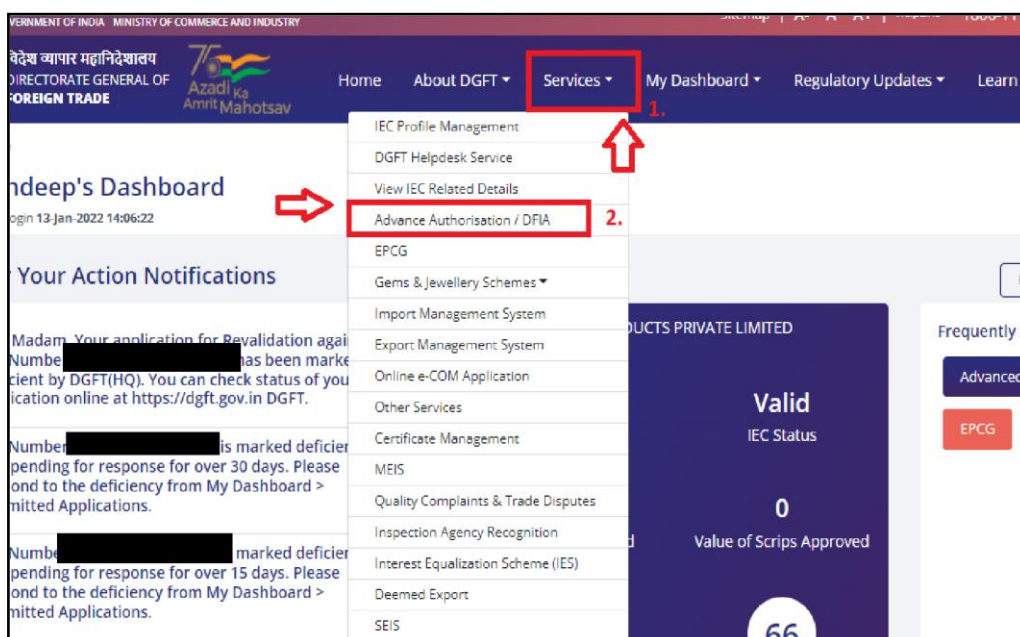 VERNMENT OF INDIA MINISTRY OF COMMERCE AND INDUSTRY
Sitemap
विदेश व्यापार महानिदेशालय
DIRECTORATE GENERAL OF
FOREIGN TRADE
Azadi Ka
Amrit Mahotsav
Home About DGFT Services My Dashboard Regulatory Updates Learn
1.
ndeep's Dashboard
ogin 13-Jan-2022 14:06:22
IEC Profile Management
DGFT Helpdesk Service
View IEC Related Details
Advance Authorisation / DFIA 2.
EPCG
Gems & Jewellery Schemes
Import Management System
Export Management System
Online e-COM Application
Other Services
Certificate Management
MEIS
Quality Complaints & Trade Disputes
Inspection Agency Recognition
Interest Equalization Scheme (IES)
Deemed Export
SEIS
Your Action Notifications
Madam, Your application for Revalidation agai
Numbe has been marke
cient by DGFT(HQ). You can check status of you
ication online at https://dgft.gov.in DGFT.
Number is marked deficien
pending for response for over 30 days. Please
ond to the deficiency from My Dashboard >
mitted Applications.
Numbe marked deficien
pending for response for over 15 days. Please
ond to the deficiency from My Dashboard >
mitted Applications.
DUCTS PRIVATE LIMITED
Valid
IEC Status
0
d Value of Scrips Approved
66
Frequently
Advanced
EPCG